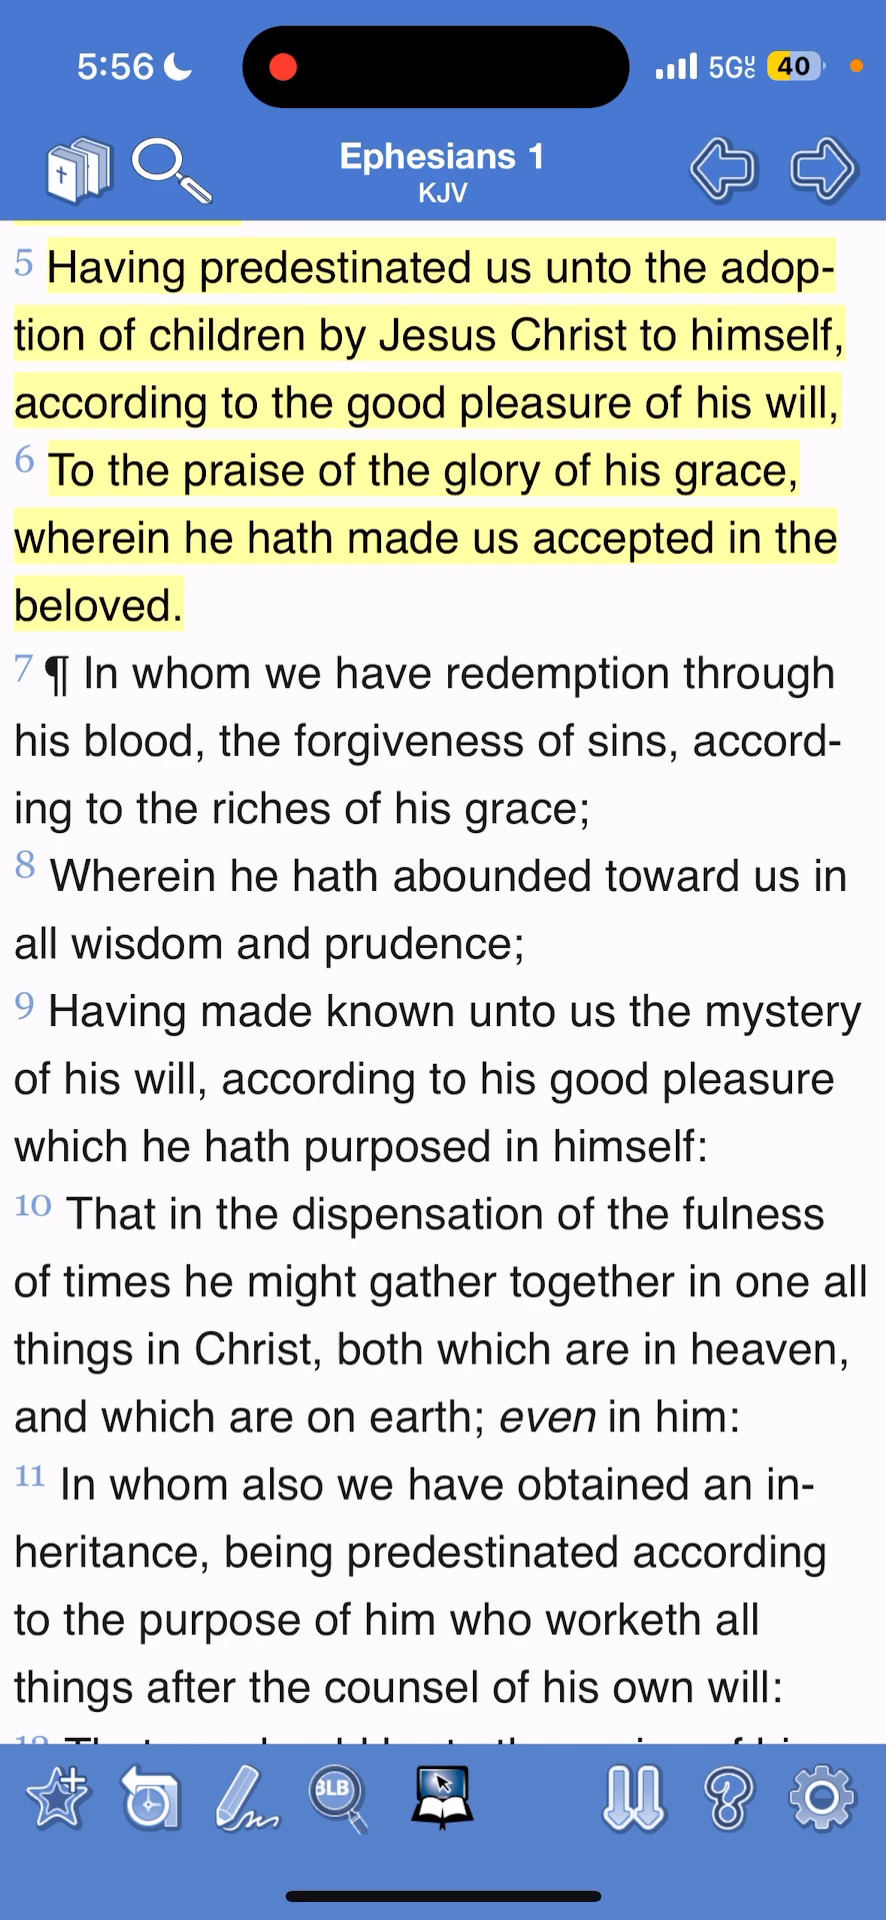 5:56
5G
40
Ephesians 1
KJV
5 Having predestinated us unto the adop-
tion of children by Jesus Christ to himself,
according to the good pleasure of his will,
6 To the praise of the glory of his grace,
wherein he hath made us accepted in the
beloved.
7 ¶ In whom we have redemption through
his blood, the forgiveness of sins, accord-
ing to the riches of his grace;
8 Wherein he hath abounded toward us in
all wisdom and prudence;
9 Having made known unto us the mystery
of his will, according to his good pleasure
which he hath purposed in himself:
10 That in the dispensation of the fulness
of times he might gather together in one all
things in Christ, both which are in heaven,
and which are on earth; even in him:
11 In whom also we have obtained an in-
heritance, being predestinated according
to the purpose of him who worketh all
things after the counsel of his own will:
BLB